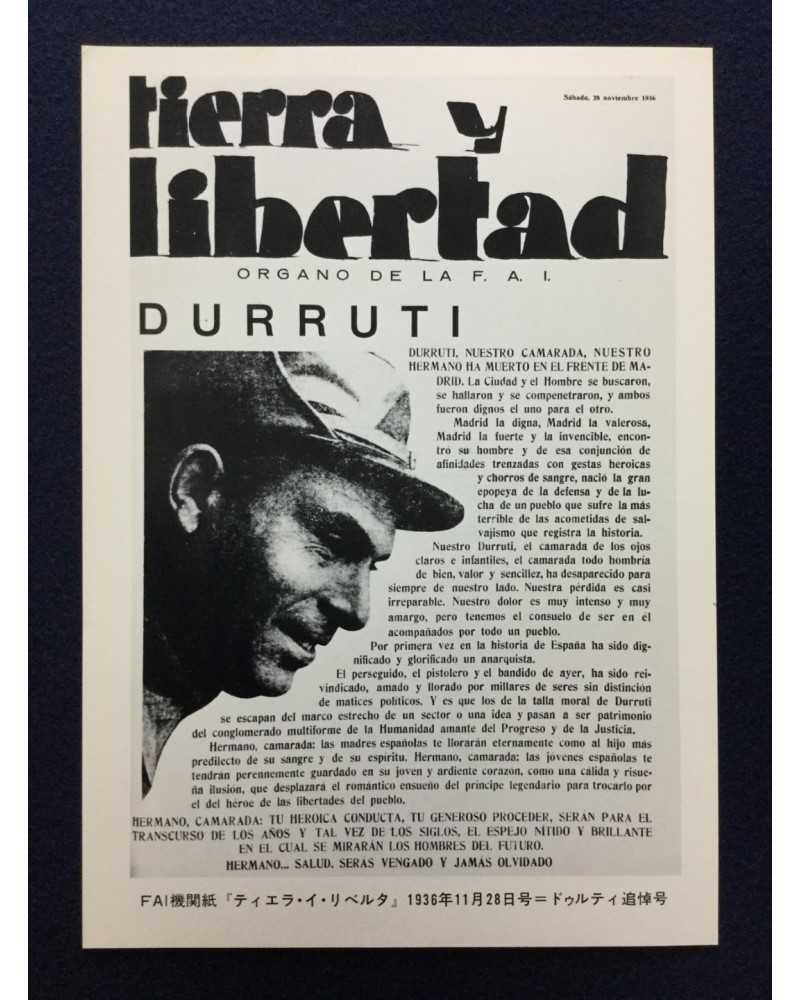 tierra y
Sábado, 28 noviembre 1936
libertad
ORGANO DE LA F. A. I.
DURRUTI
DURRUTI, NUESTRO CAMARADA, NUESTRO
HERMANO HA MUERTO EN EL FRENTE DE MA-
DRID. La Ciudad y el Hombre se buscaron,
se hallaron y se compenetraron, y ambos
fueron dignos el uno para el otro.
Madrid la digna, Madrid la valerosa,
Madrid la fuerte y la invencible, encon-
tró su hombre y de esa conjunción de
afinidades trenzadas con gestas heroicas
y chorros de sangre, nació la gran
epopeya de la defensa y de la lu-
cha de un pueblo que sufre la más
terrible de las acometidas de sal-
vajismo que registra la historia.
Nuestro Durruti, el camarada de los ojos
claros e infantiles, el camarada todo hombría
de bien, valor y sencillez, ha desaparecido para
siempre de nuestro lado. Nuestra pérdida es casi
irreparable. Nuestro dolor es muy intenso y muy
amargo, pero tenemos el consuelo de ser en él
acompañados por todo un pueblo.
Por primera vez en la historia de España ha sido dig-
nificado y glorificado un anarquista.
El perseguido, el pistolero y el bandido de ayer, ha sido rei-
vindicado, amado y llorado por millares de seres sin distinción
de matices políticos. Y es que los de la talla moral de Durruti
se escapan del marco estrecho de un sector o una idea y pasan a ser patrimonio
del conglomerado multiforme de la Humanidad amante del Progreso y de la Justicia.
Hermano, camarada: las madres españolas te llorarán eternamente como al hijo más
predilecto de su sangre y de su espíritu. Hermano, camarada: las jóvenes españolas te
tendrán perennemente guardado en su joven y ardiente corazón, como una cálida y risue-
ña ilusión, que desplazará el romántico ensueño del príncipe legendario para trocarlo por
el del héroe de las libertades del pueblo.
HERMANO, CAMARADA: TU HEROICA CONDUCTA, TU GENEROSO PROCEDER, SERÁN PARA EL
TRANSCURSO DE LOS AÑOS Y TAL VEZ DE LOS SIGLOS, EL ESPEJO NÍTIDO Y BRILLANTE
EN EL CUAL SE MIRARÁN LOS HOMBRES DEL FUTURO.
HERMANO... SALUD. SERAS VENGADO Y JAMÁS OLVIDADO
FAI機関紙『ティエラ・イ・リベルタ』1936年11月28日号＝ドゥルティ追悼号